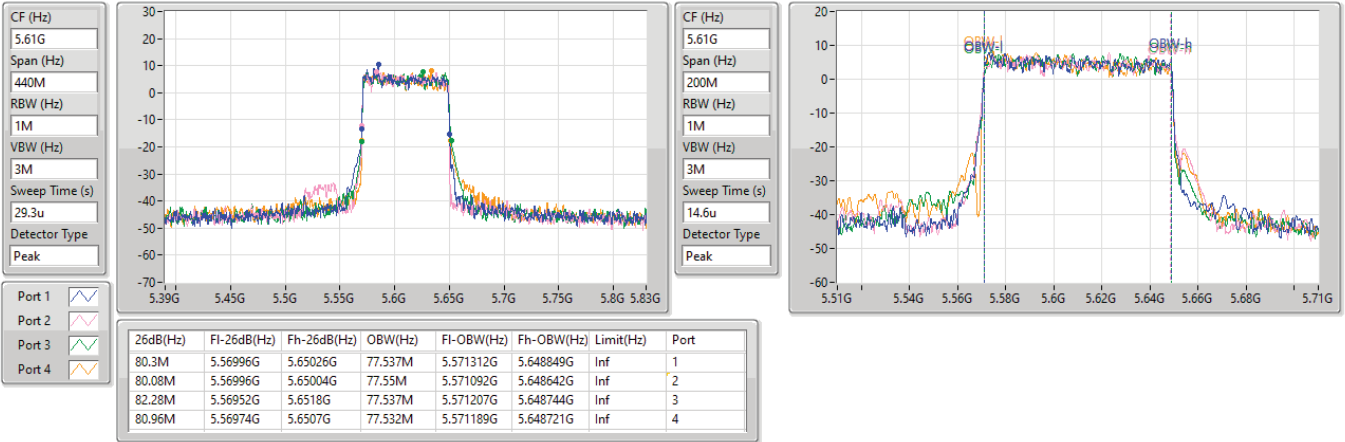 CF (Hz)
5.61G
Span (Hz)
440M
RBW (Hz)
1M
VBW (Hz)
3M
Sweep Time (s)
29.3u
Detector Type
Peak
30
20
10
0
-10
-20
-30
-40
-50
-60
-70
5.39G 5.45G 5.5G 5.55G 5.6G 5.65G 5.7G 5.75G 5.8G 5.83G
CF (Hz)
5.61G
Span (Hz)
200M
RBW (Hz)
1M
VBW (Hz)
3M
Sweep Time (s)
14.6u
Detector Type
Peak
20
10
0
-10
-20
-30
-40
-50
-60
OBW-l
OBW-h
5.51G 5.54G 5.56G 5.58G 5.6G 5.62G 5.64G 5.66G 5.68G 5.71G
Port 1
Port 2
Port 3
Port 4
26dB(Hz) Fl-26dB(Hz) Fh-26dB(Hz) OBW(Hz) Fl-OBW(Hz) Fh-OBW(Hz) Limit(Hz) Port
80.3M 5.56996G 5.65026G 77.537M 5.571312G 5.648849G Inf 1
80.08M 5.56996G 5.65004G 77.55M 5.571092G 5.648642G Inf 2
82.28M 5.56952G 5.6518G 77.537M 5.571207G 5.648744G Inf 3
80.96M 5.56974G 5.6507G 77.532M 5.571189G 5.648721G Inf 4